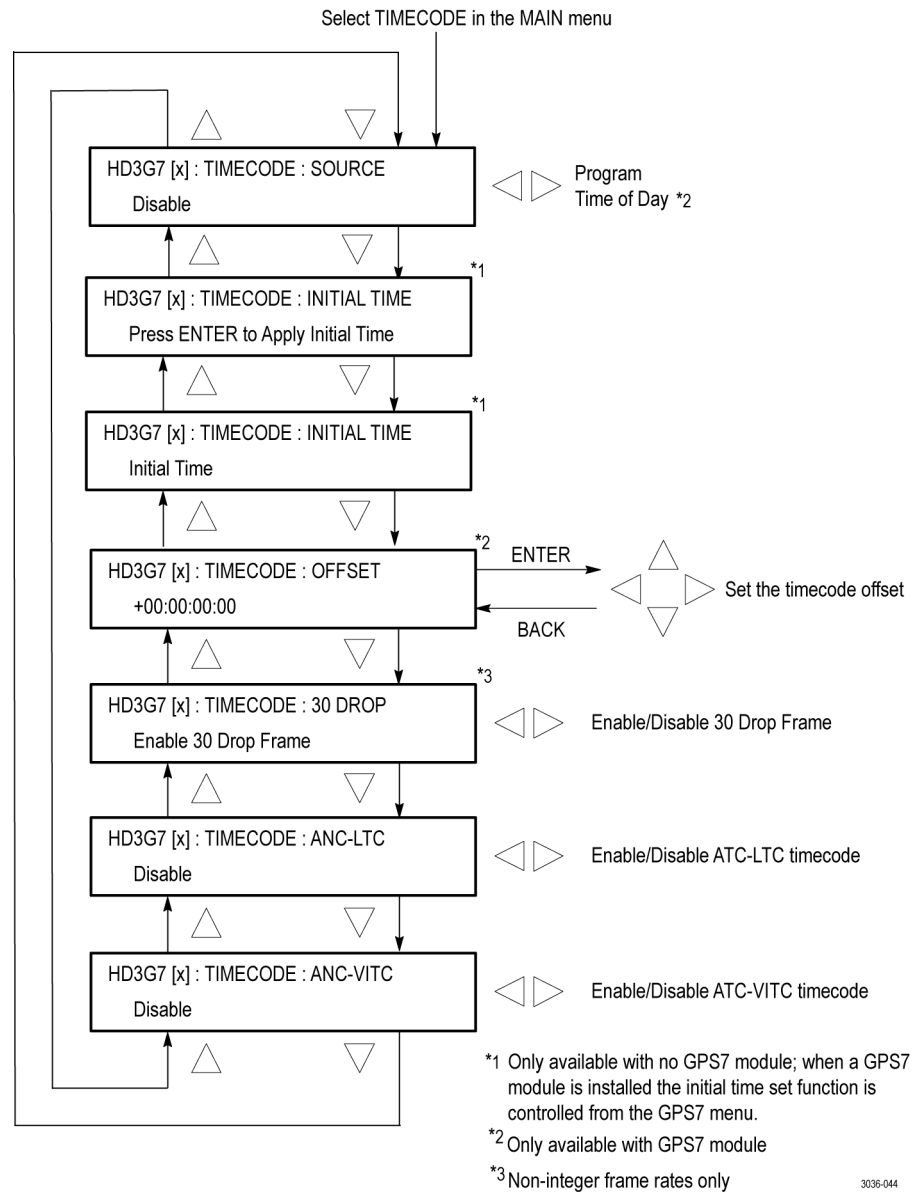 Select TIMECODE in the MAIN menu
HD3G7 [x] : TIMECODE : SOURCE
Disable
Program
Time of Day *2
*1
HD3G7 [x] : TIMECODE : INITIAL TIME
Press ENTER to Apply Initial Time
*1
HD3G7 [x] : TIMECODE : INITIAL TIME
Initial Time
*2
HD3G7 [x] : TIMECODE : OFFSET
+00:00:00:00
ENTER
BACK
Set the timecode offset
*3
HD3G7 [x] : TIMECODE : 30 DROP
Enable 30 Drop Frame
Enable/Disable 30 Drop Frame
HD3G7 [x] : TIMECODE : ANC-LTC
Disable
Enable/Disable ATC-LTC timecode
HD3G7 [x] : TIMECODE : ANC-VITC
Disable
Enable/Disable ATC-VITC timecode
*1 Only available with no GPS7 module; when a GPS7
module is installed the initial time set function is
controlled from the GPS7 menu.
*2 Only available with GPS7 module
*3 Non-integer frame rates only
3036-044